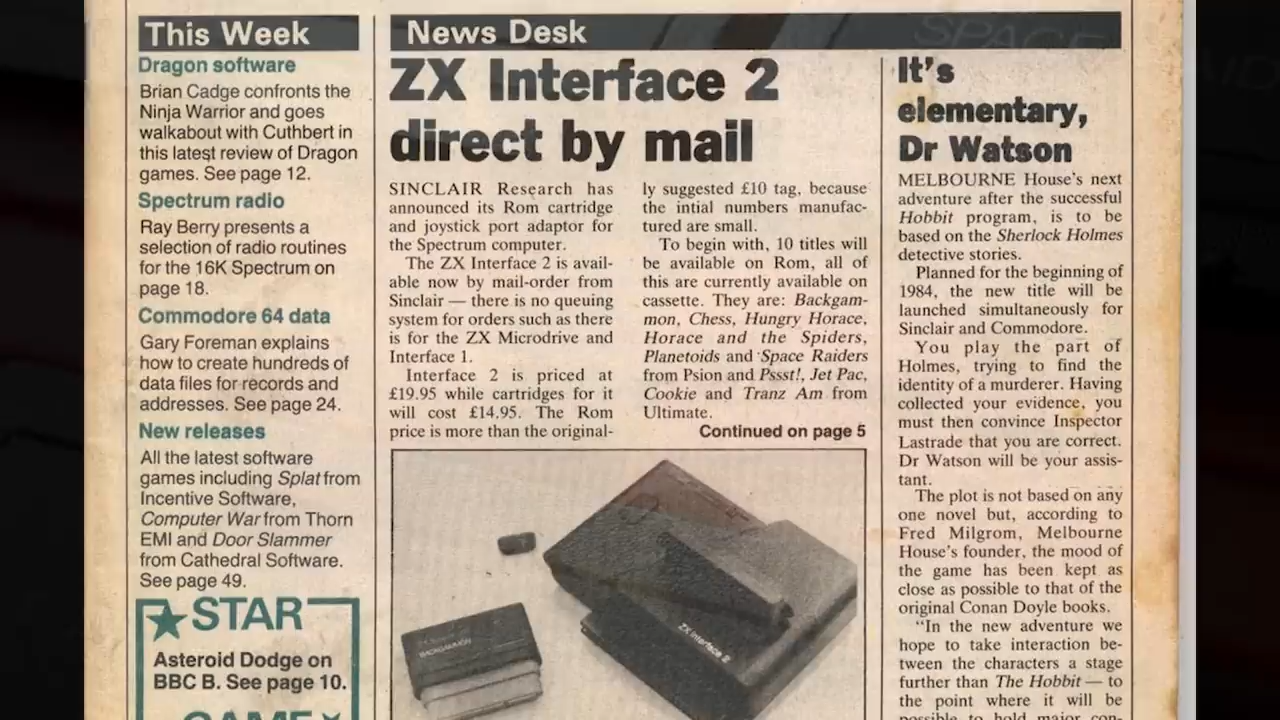 This Week
Dragon software
Brian Cadge confronts the
Ninja Warrior and goes
walkabout with Cuthbert in
this latest review of Dragon
games. See page 12.
Spectrum radio
Ray Berry presents a
selection of radio routines
for the 16K Spectrum on
page 18.
Commodore 64 data
Gary Foreman explains
how to create hundreds of
data files for records and
addresses. See page 24.
New releases
All the latest software
games including Splat from
Incentive Software,
Computer War from Thorn
EMI and Door Slammer
from Cathedral Software.
See page 49.
STAR
Asteroid Dodge on
BBC B. See page 10.
GAME
News Desk
ZX Interface 2
direct by mail
SINCLAIR Research has
announced its Rom cartridge
and joystick port adaptor for
the Spectrum computer.
The ZX Interface 2 is avail-
able now by mail-order from
Sinclair — there is no queuing
system for orders such as there
is for the ZX Microdrive and
Interface 1.
Interface 2 is priced at
£19.95 while cartridges for it
will cost £14.95. The Rom
price is more than the original-
ly suggested £10 tag, because
the intial numbers manufac-
tured are small.
To begin with, 10 titles will
be available on Rom, all of
this are currently available on
cassette. They are: Backgam-
mon, Chess, Hungry Horace,
Horace and the Spiders,
Planetoids and Space Raiders
from Psion and Pssst!, Jet Pac,
Cookie and Tranz Am from
Ultimate.
Continued on page 5
BACKGAMMON
ZX Interface 2
It's
elementary,
Dr Watson
MELBOURNE House's next
adventure after the successful
Hobbit program, is to be
based on the Sherlock Holmes
detective stories.
Planned for the beginning of
1984, the new title will be
launched simultaneously for
Sinclair and Commodore.
You play the part of
Holmes, trying to find the
identity of a murderer. Having
collected your evidence, you
must then convince Inspector
Lastrade that you are correct.
Dr Watson will be your assis-
tant.
The plot is not based on any
one novel but, according to
Fred Milgrom, Melbourne
House's founder, the mood of
the game has been kept as
close as possible to that of the
original Conan Doyle books.
"In the new adventure we
hope to take interaction be-
tween the characters a stage
further than The Hobbit — to
the point where it will be
possible to hold major con-
SPACE